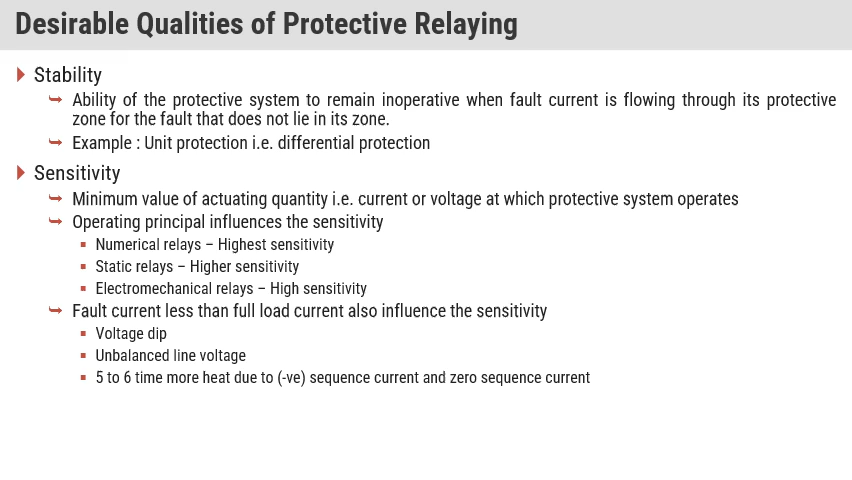 Desirable Qualities of Protective Relaying
Stability
Ability of the protective system to remain inoperative when fault current is flowing through its protective
zone for the fault that does not lie in its zone.
Example : Unit protection i.e. differential protection
Sensitivity
Minimum value of actuating quantity i.e. current or voltage at which protective system operates
Operating principal influences the sensitivity
Numerical relays – Highest sensitivity
Static relays – Higher sensitivity
Electromechanical relays – High sensitivity
Fault current less than full load current also influence the sensitivity
Voltage dip
Unbalanced line voltage
5 to 6 time more heat due to (-ve) sequence current and zero sequence current